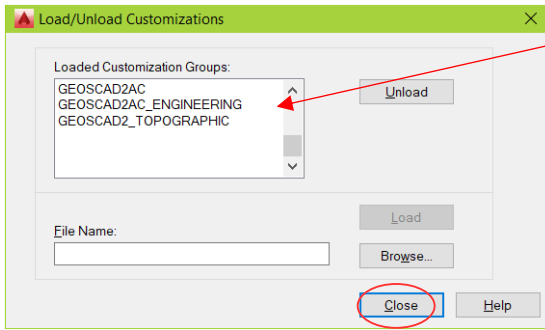 Load/Unload Customizations
Loaded Customization Groups:
GEOSCAD2AC
GEOSCAD2AC_ENGINEERING
GEOSCAD2_TOPOGRAPHIC
Unload
Load
File Name:
Browse...
Close
Help